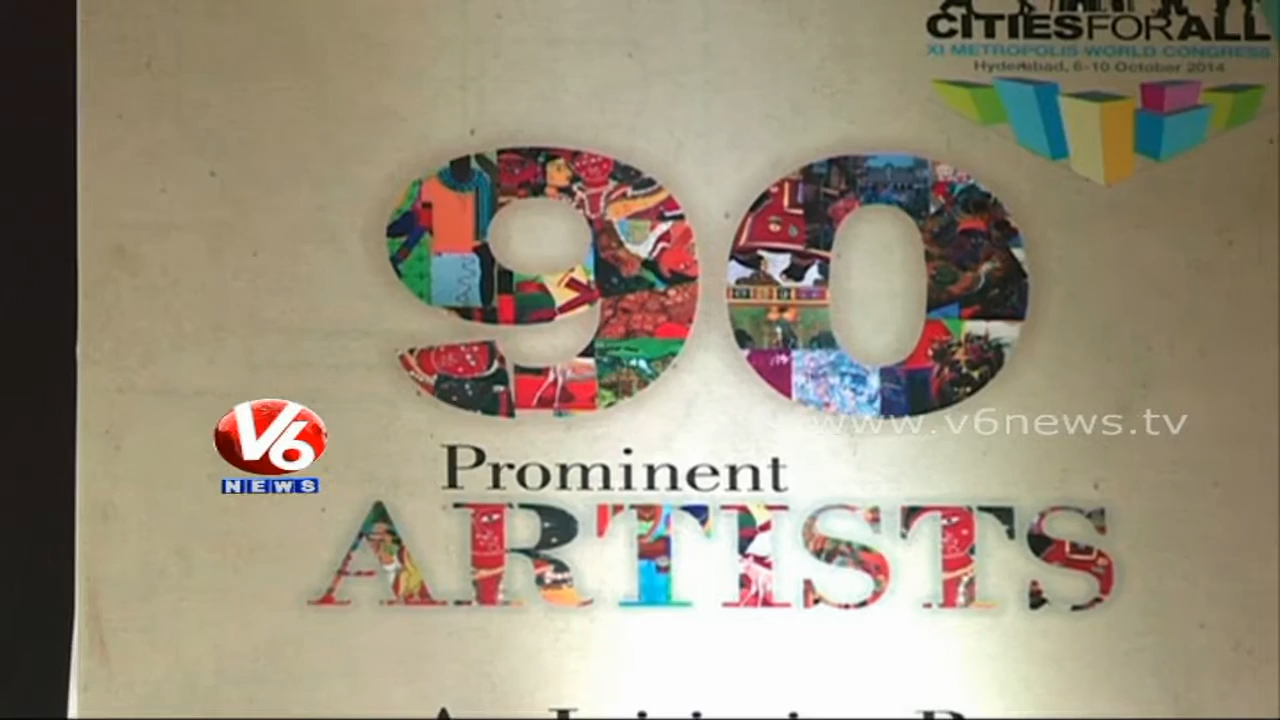 CITIESFORALL
XI METROPOLIS WORLD CONGRESS
Hyderabad, 6-10 October 2014
90
V6
NEWS
www.v6news.tv
Prominent
ARTISTS